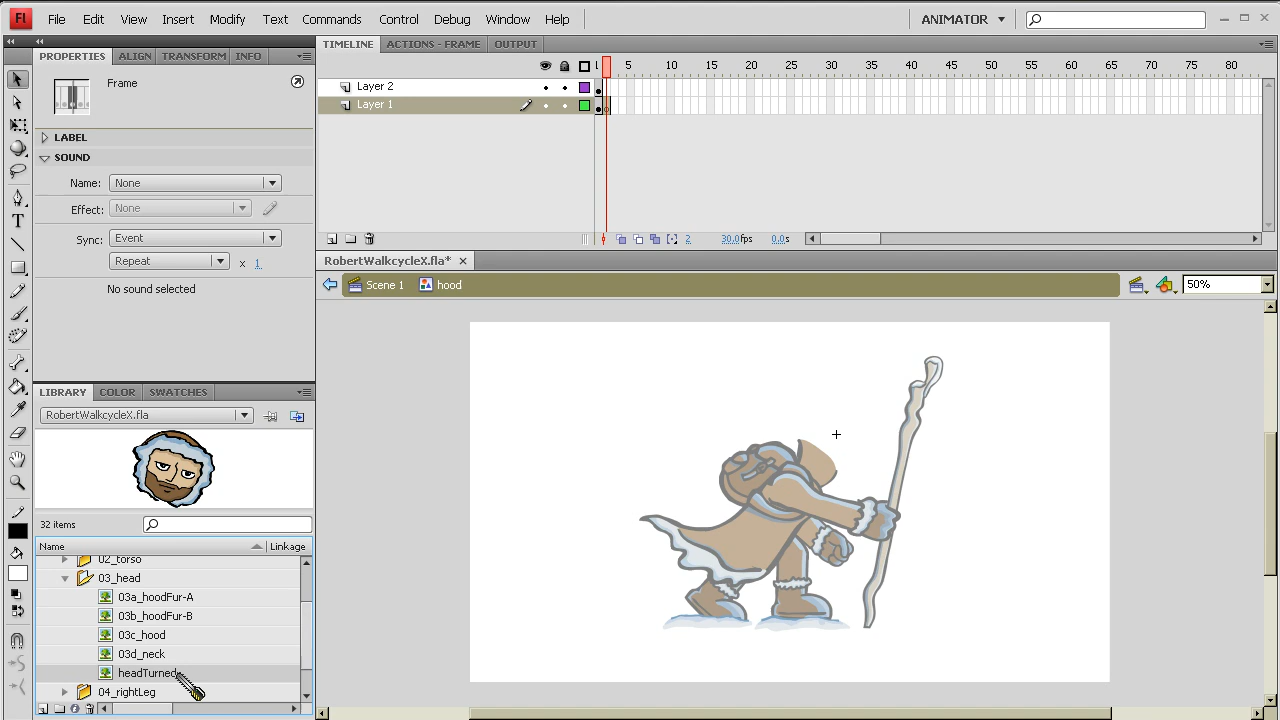 Fl File Edit View Insert Modify Text Commands Control Debug Window Help ANIMATOR
PROPERTIES ALIGN TRANSFORM INFO
TIMELINE ACTIONS - FRAME OUTPUT
Frame
5 10 15 20 25 30 35 40 45 50 55 60 65 70 75 80
Layer 2
Layer 1
LABEL
SOUND
Name: None
Effect: None
Sync: Event
Repeat x 1
No sound selected
2 30.0fps 0.0s
RobertWalkcycleX.fla*
Scene 1 hood 50%
LIBRARY COLOR SWATCHES
RobertWalkcycleX.fla
32 items
Name Linkage
02_torso
03_head
03a_hoodFur-A
03b_hoodFur-B
03c_hood
03d_neck
headTurned
04_rightLeg